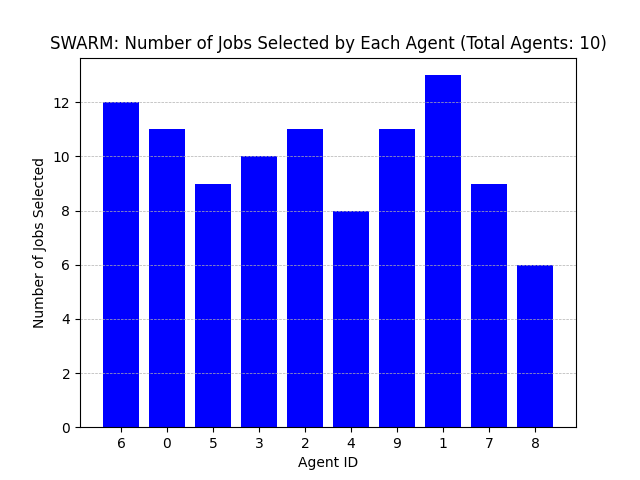 SWARM: Number of Jobs Selected by Each Agent (Total Agents: 10)
12
10
8
6
4
2
0
Number of Jobs Selected
6 0 5 3 2 4 9 1 7 8
Agent ID